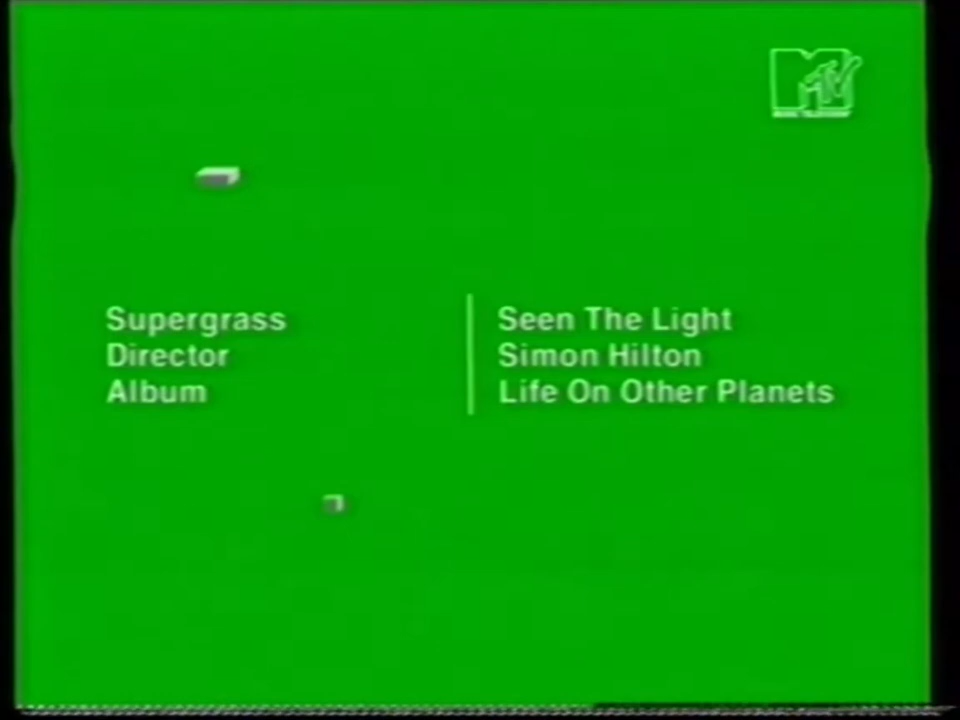 MTV
Supergrass | Seen The Light
Director | Simon Hilton
Album | Life On Other Planets